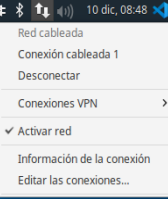 10 dic, 08:48
Red cableada
Conexión cableada 1
Desconectar
Conexiones VPN
Activar red
Información de la conexión
Editar las conexiones...